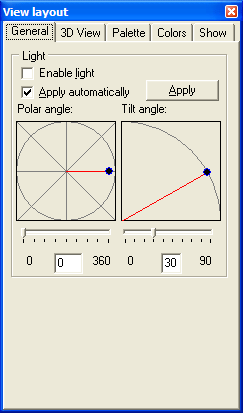 View layout
General 3D View Palette Colors Show
Light
Enable light
Apply automatically Apply
Polar angle: Tilt angle:
0 0 360 0 30 90